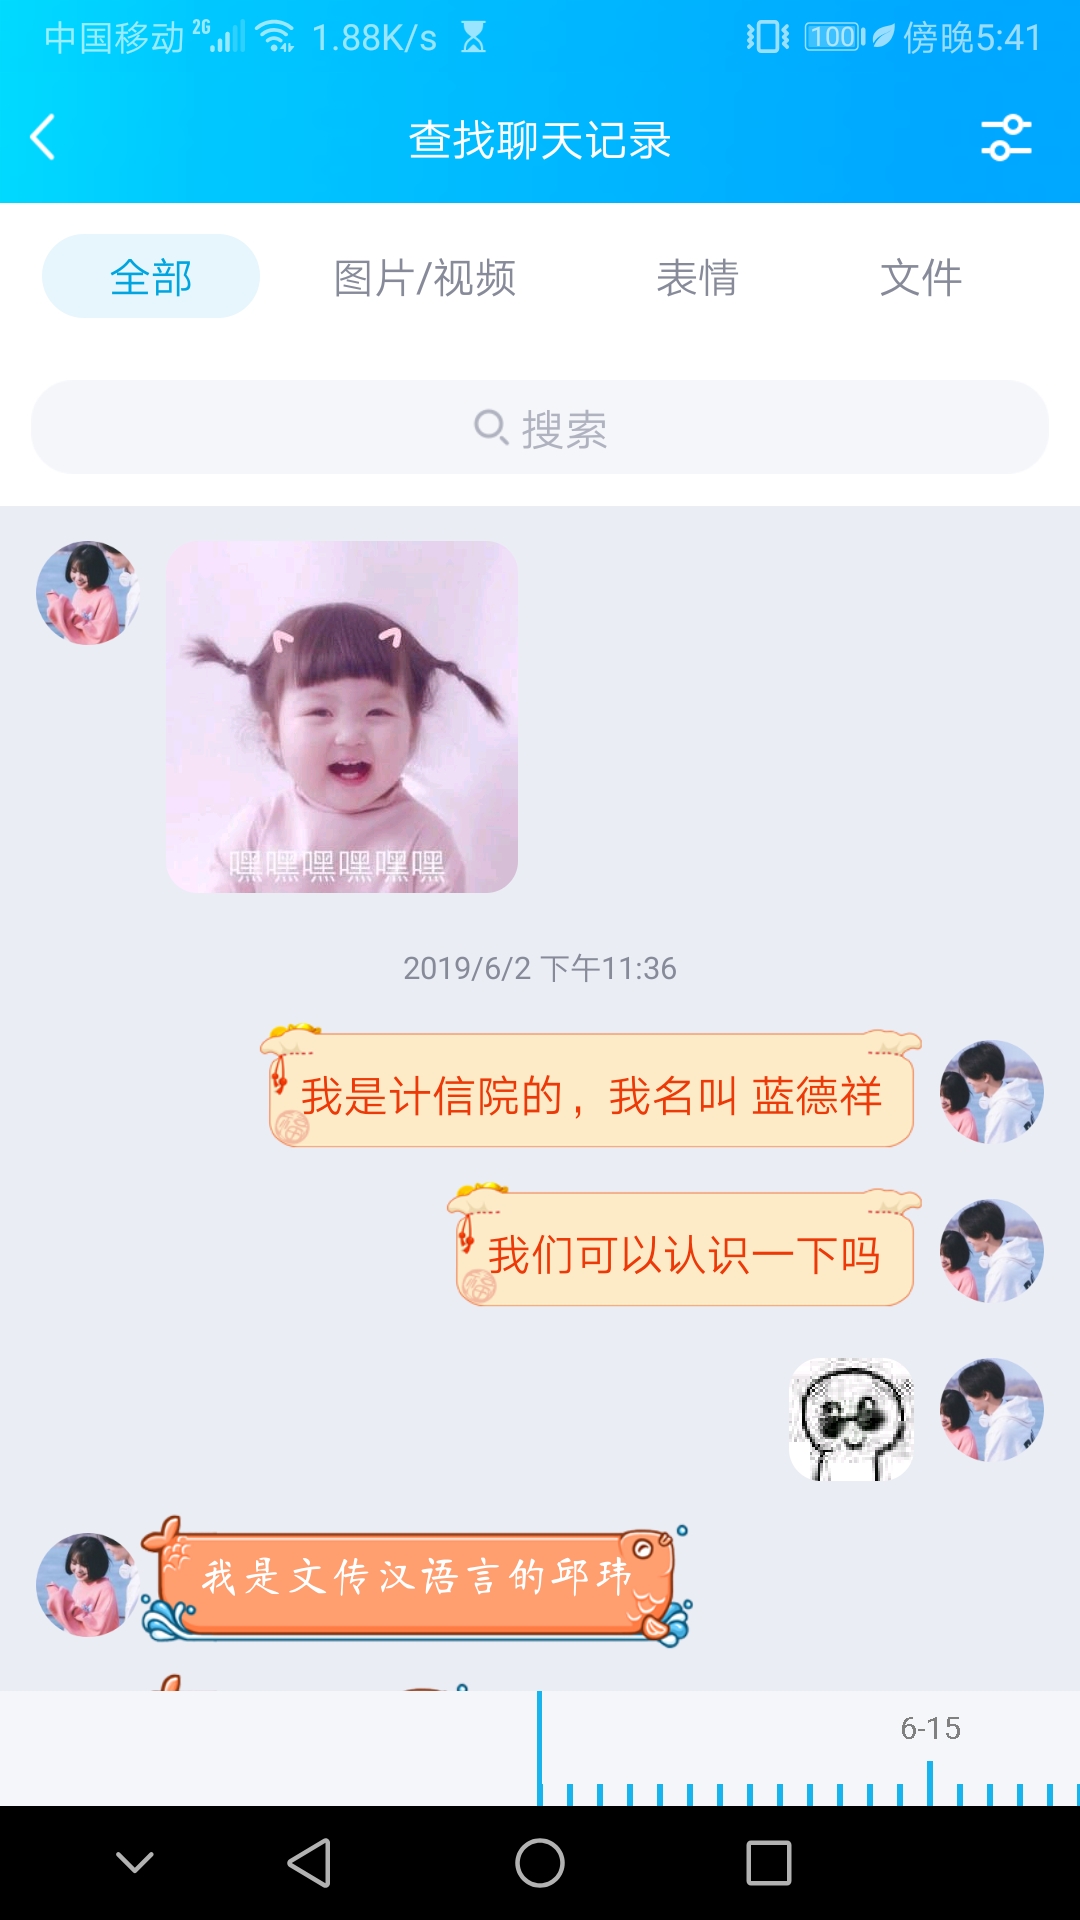 中国移动 2G 1.88K/s 100 傍晚5:41
查找聊天记录
全部 图片/视频 表情 文件
搜索
嘿嘿嘿嘿嘿嘿
2019/6/2 下午11:36
我是计信院的，我名叫 蓝德祥
福
我们可以认识一下吗
福
我是文传汉语言的邱玮
6-15